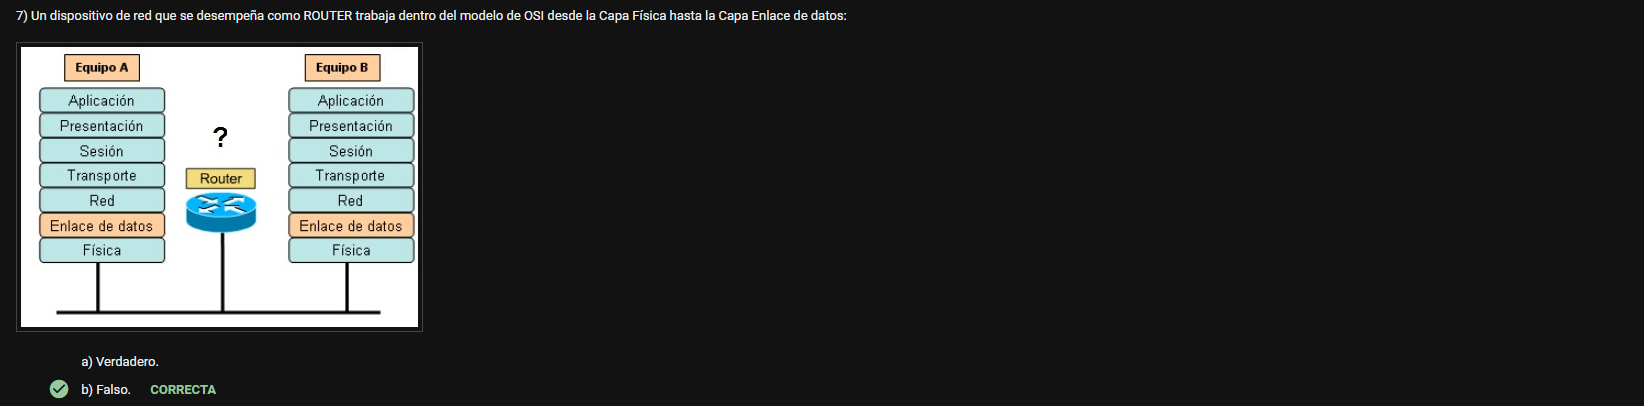 7) Un dispositivo de red que se desempeña como ROUTER trabaja dentro del modelo de OSI desde la Capa Física hasta la Capa Enlace de datos:
Equipo A
Equipo B
Aplicación
Aplicación
Presentación
Presentación
?
Sesión
Sesión
Transporte
Router
Transporte
Red
Red
Enlace de datos
Enlace de datos
Física
Física
a) Verdadero.
b) Falso. CORRECTA